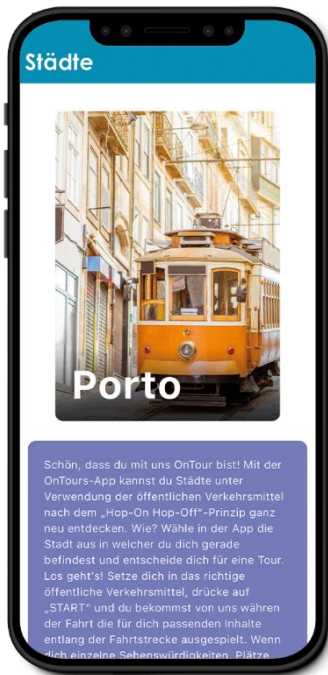 Städte
Porto
Schön, dass du mit uns OnTour bist! Mit der
OnTours-App kannst du Städte unter
Verwendung der öffentlichen Verkehrsmittel
nach dem „Hop-On Hop-Off“-Prinzip ganz
neu entdecken. Wie? Wähle in der App die
Stadt aus in welcher du dich gerade
befindest und entscheide dich für eine Tour.
Los geht's! Setze dich in das richtige
öffentliche Verkehrsmittel, drücke auf
„START“ und du bekommst von uns währen
der Fahrt die für dich passenden Inhalte
entlang der Fahrtstrecke ausgespielt. Wenn
dich einzelne Sehenswürdigkeiten, Plätze